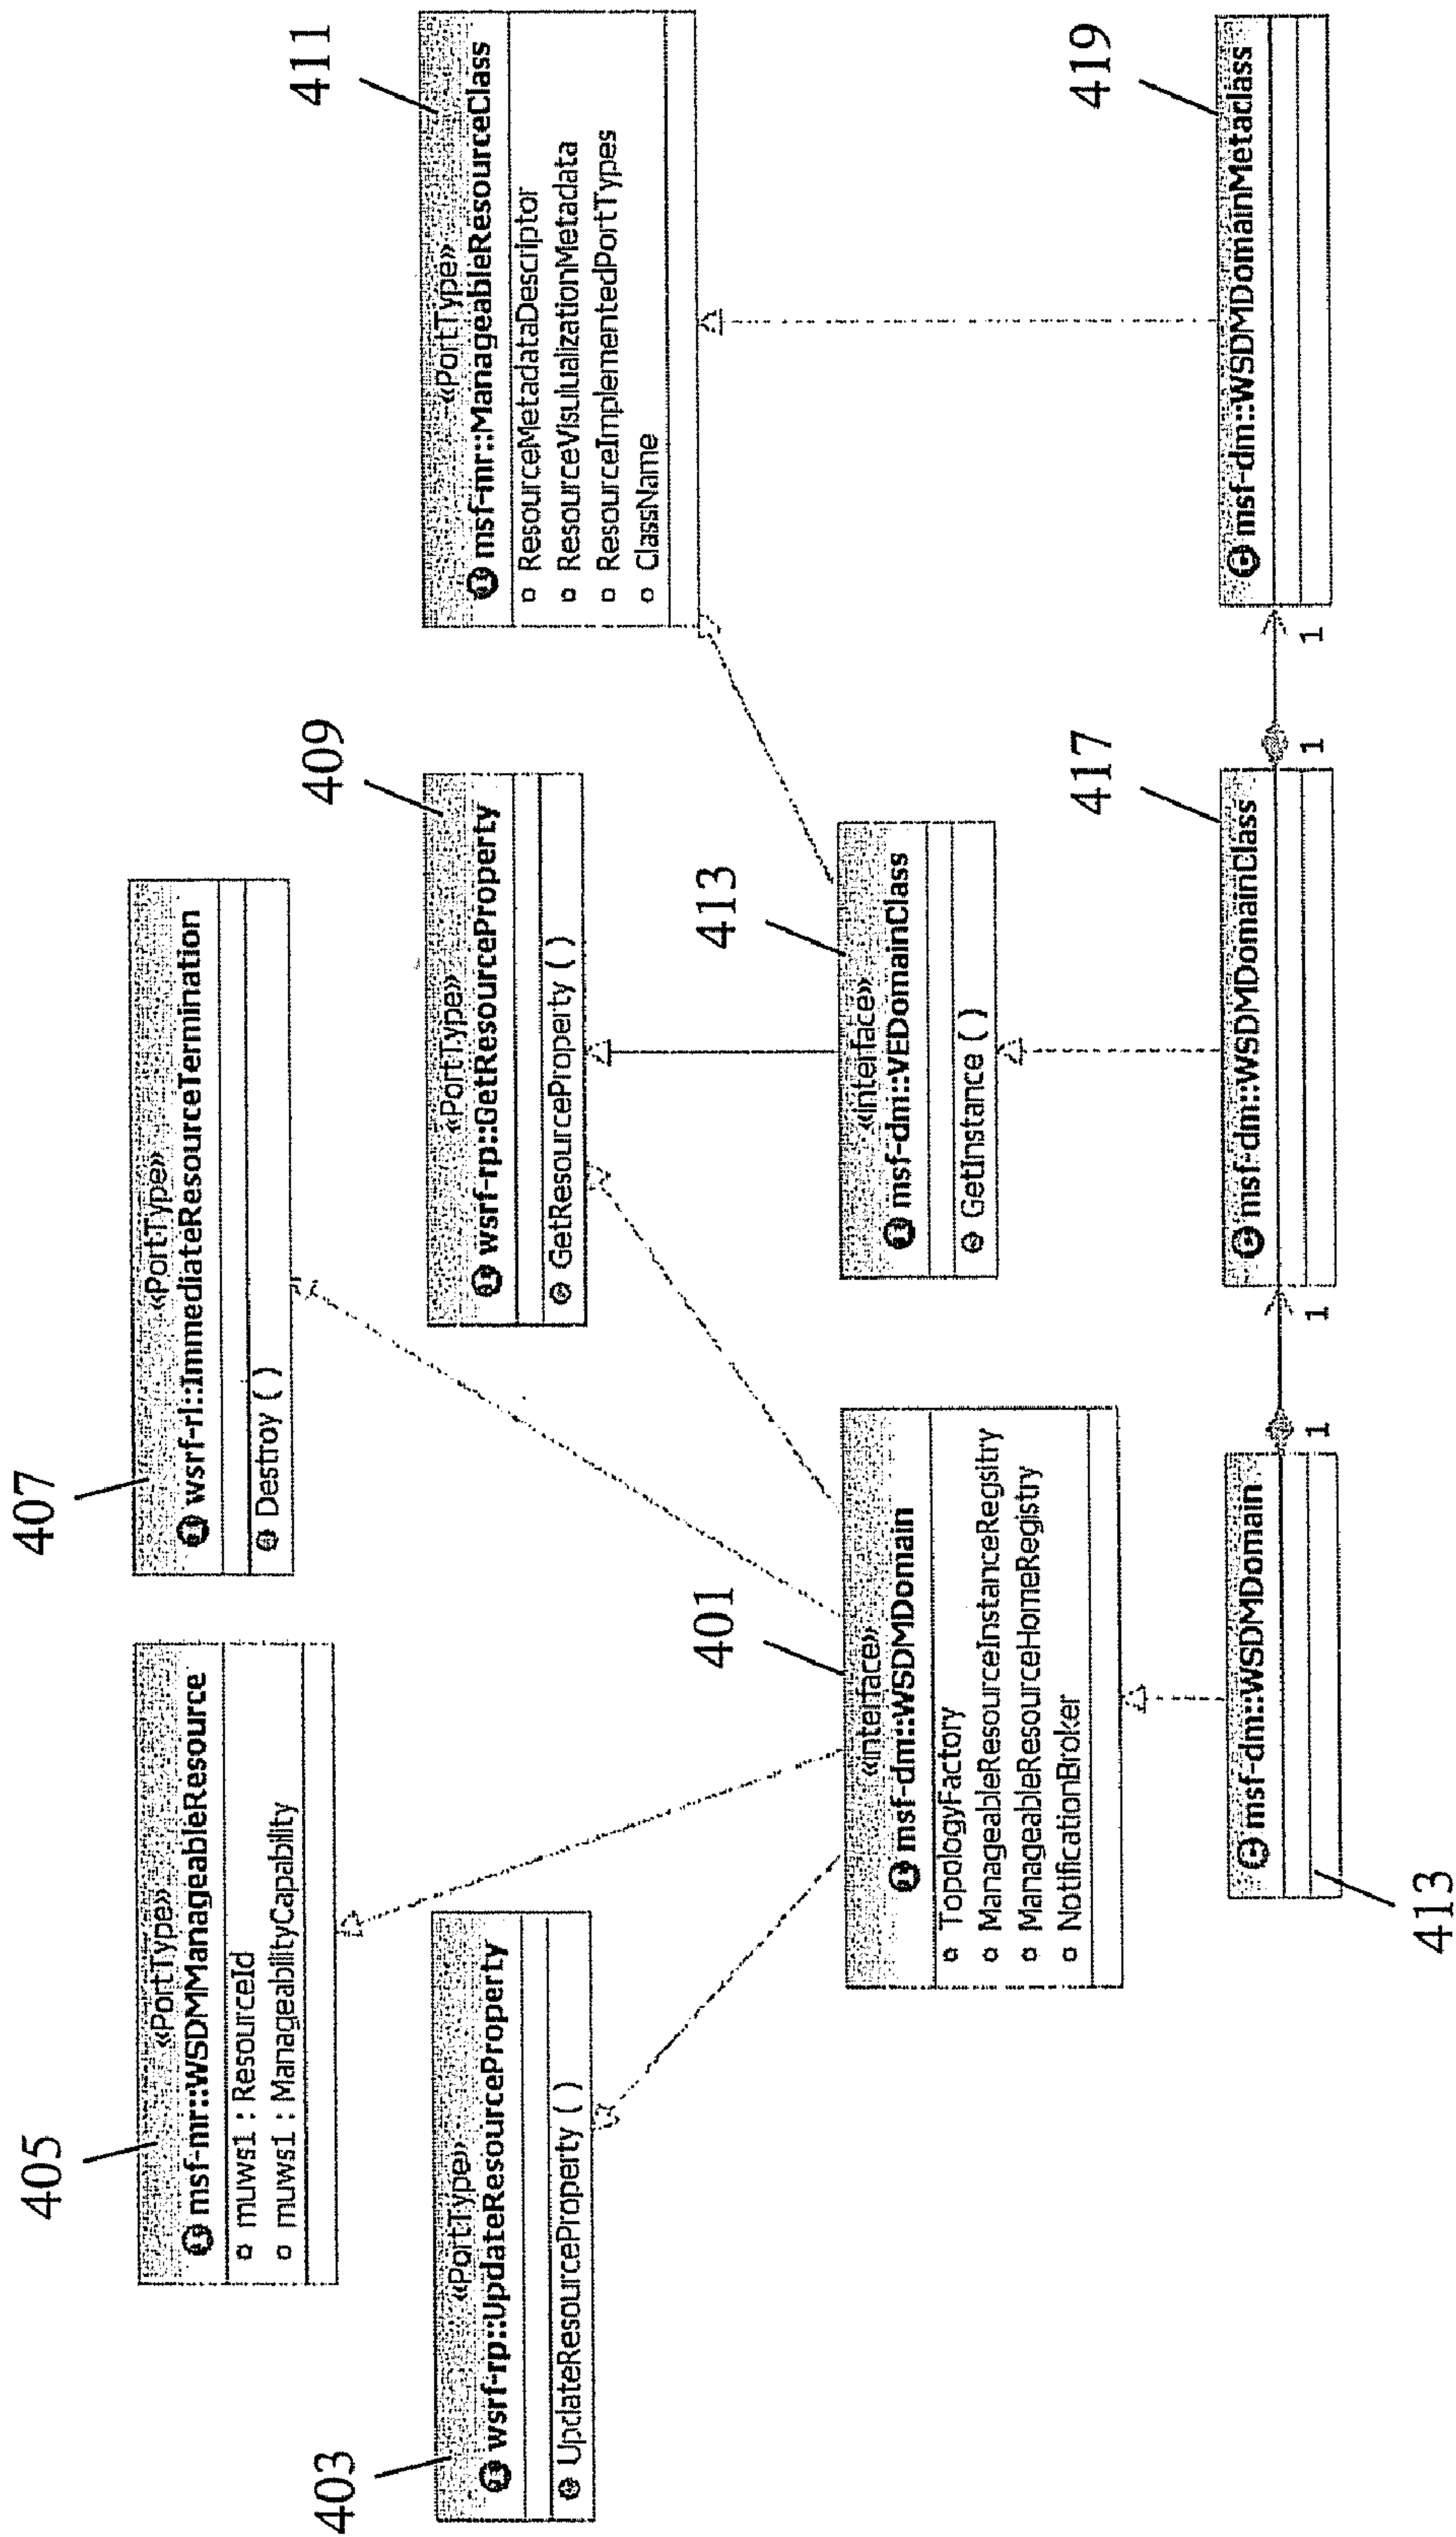 407
«PortType»
wsrf-rl::ImmediateResourceTermination
Destroy ( )
405
«PortType»
msf-mr::WSDMManageableResource
muws1 : ResourceId
muws1 : ManageabilityCapability
411
«PortType»
msf-mr::ManageableResourceClass
ResourceMetadataDescriptor
ResourceVisulualizationMetadata
ResourceImplementedPortTypes
ClassName
409
«PortType»
wsrf-rp::GetResourceProperty
GetResourceProperty ( )
403
«PortType»
wsrf-rp::UpdateResourceProperty
UpdateResourceProperty ( )
401
«interface»
msf-dm::WSDMDomain
TopologyFactory
ManageableResourceInstanceRegsitry
ManageableResourceHomeRegistry
NotificationBroker
413
«interface»
msf-dm::VEDomainClass
GetInstance ( )
413
msf-dm::WSDMDomain
1
1
417
msf-dm::WSDMDomainClass
1
1
419
msf-dm::WSDMDomainMetaclass